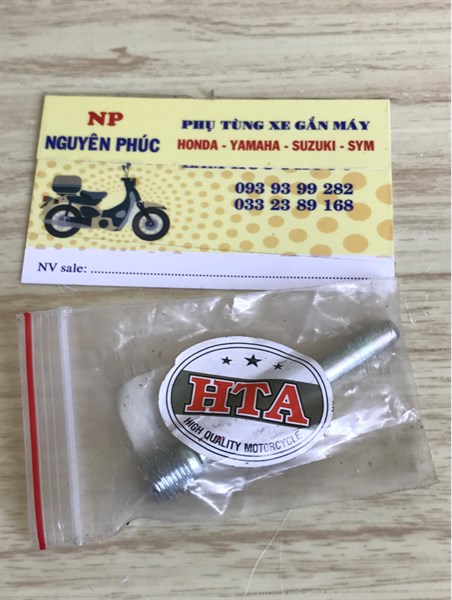 NP
NGUYÊN PHÚC
PHỤ TÙNG XE GẮN MÁY
HONDA - YAMAHA - SUZUKI - SYM
093 93 99 282
033 23 89 168
NV sale: ................................................................
HTA
HIGH QUALITY MOTORCYCLE